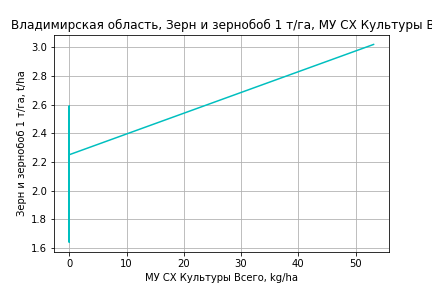 Владимирская область, Зерн и зернобоб 1 т/га, МУ СХ Культуры В
Зерн и зернобоб 1 т/га, t/ha
3.0
2.8
2.6
2.4
2.2
2.0
1.8
1.6
0 10 20 30 40 50
МУ СХ Культуры Всего, kg/ha